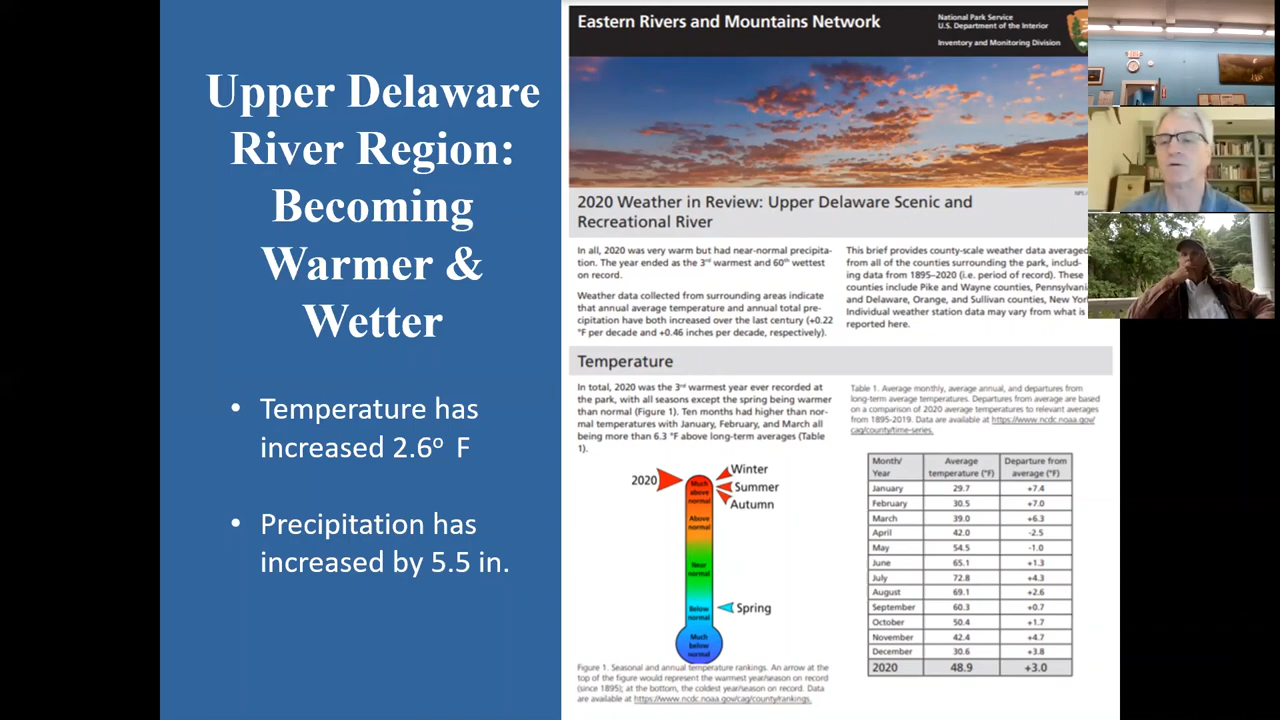 Upper Delaware
River Region:
Becoming
Warmer &
Wetter
• Temperature has
increased 2.6º F
• Precipitation has
increased by 5.5 in.
Eastern Rivers and Mountains Network
National Park Service
U.S. Department of the Interior
Inventory and Monitoring Division
2020 Weather in Review: Upper Delaware Scenic and
Recreational River
In all, 2020 was very warm but had near-normal precipita-
tion. The year ended as the 3rd warmest and 60th wettest
on record.
Weather data collected from surrounding areas indicate
that annual average temperature and annual total pre-
cipitation have both increased over the last century (+0.22
°F per decade and +0.46 inches per decade, respectively).
This brief provides county-scale weather data averaged
from all of the counties surrounding the park, includ-
ing data from 1895–2020 (i.e. period of record). These
counties include Pike and Wayne counties, Pennsylvani
and Delaware, Orange, and Sullivan counties, New Yor
Individual weather station data may vary from what is
reported here.
Temperature
In total, 2020 was the 3rd warmest year ever recorded at
the park, with all seasons except the spring being warmer
than normal (Figure 1). Ten months had higher than nor-
mal temperatures with January, February, and March all
being more than 6.3 °F above long-term averages (Table
1).
2020
Winter
Summer
Autumn
Spring
Much
above
normal
Above
normal
Near
normal
Below
normal
Much
below
normal
Figure 1. Seasonal and annual temperature rankings. An arrow at the
top of the figure would represent the warmest year/season on record
(since 1895); at the bottom, the coldest year/season on record. Data
are available at https://www.ncdc.noaa.gov/cag/county/rankings.
Table 1. Average monthly, average annual, and departures from
long-term average temperatures. Departures from average are based
on a comparison of 2020 average temperatures to relevant averages
from 1895-2019. Data are available at https://www.ncdc.noaa.gov/
cag/county/time-series.
Month/ Average Departure from
Year temperature (°F) average (°F)
January 29.7 +7.4
February 30.5 +7.0
March 39.0 +6.3
April 42.0 -2.5
May 54.5 -1.0
June 65.1 +1.3
July 72.8 +4.3
August 69.1 +2.6
September 60.3 +0.7
October 50.4 +1.7
November 42.4 +4.7
December 30.6 +3.8
2020 48.9 +3.0